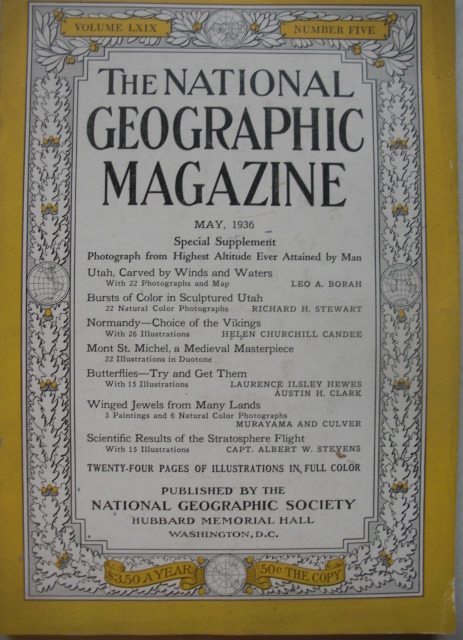 VOLUME LXIX NUMBER FIVE
THE NATIONAL
GEOGRAPHIC
MAGAZINE
MAY, 1936
Special Supplement
Photograph from Highest Altitude Ever Attained by Man
Utah, Carved by Winds and Waters
With 22 Photographs and Map LEO A. BORAH
Bursts of Color in Sculptured Utah
22 Natural Color Photographs RICHARD H. STEWART
Normandy—Choice of the Vikings
With 26 Illustrations HELEN CHURCHILL CANDEE
Mont St. Michel, a Medieval Masterpiece
22 Illustrations in Duotone
Butterflies—Try and Get Them
With 15 Illustrations LAURENCE ILSLEY HEWES
AUSTIN H. CLARK
Winged Jewels from Many Lands
3 Paintings and 6 Natural Color Photographs
MURAYAMA AND CULVER
Scientific Results of the Stratosphere Flight
With 15 Illustrations CAPT. ALBERT W. STEVENS
TWENTY-FOUR PAGES OF ILLUSTRATIONS IN FULL COLOR
PUBLISHED BY THE
NATIONAL GEOGRAPHIC SOCIETY
HUBBARD MEMORIAL HALL
WASHINGTON, D.C.
$3.50 A YEAR 50¢ THE COPY